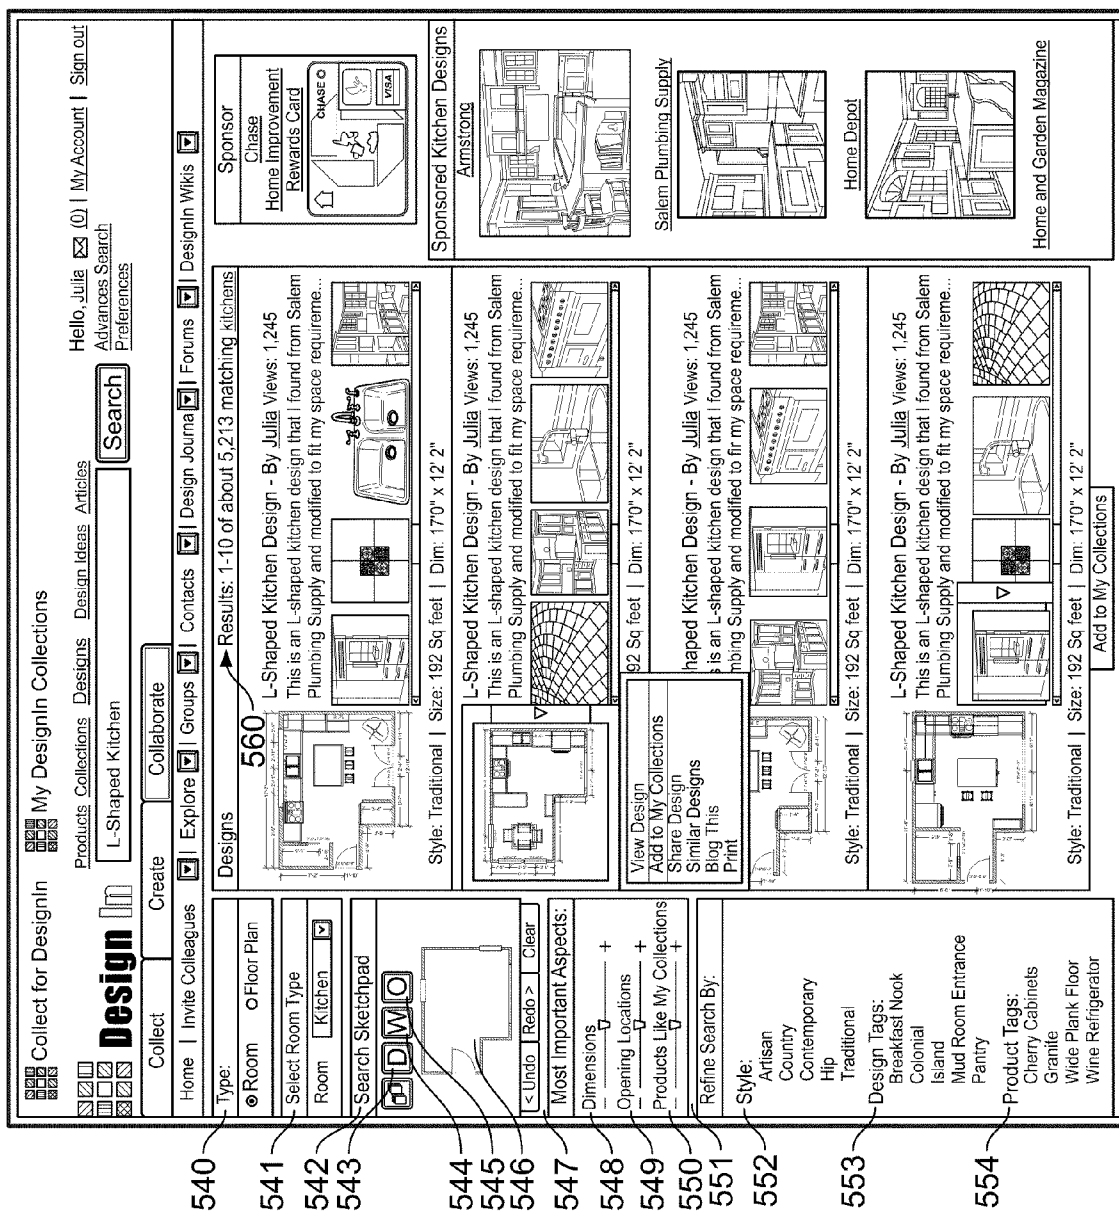 Collect for DesignIn
My DesignIn Collections
Design In
Products Collections Designs Design Ideas Articles
L-Shaped Kitchen
Search
Hello, Julia (0) | My Account | Sign out
Advances Search
Preferences
Collect
Create
Collaborate
Home | Invite Colleagues | Explore | Groups | Contacts | Design Journa | Forums | DesignIn Wikis
540
Type:
Room
Floor Plan
541
Select Room Type
Room
Kitchen
542
Search Sketchpad
543
D
W
O
544
545
546
< Undo
Redo >
Clear
547
Most Important Aspects:
548
Dimensions
- +
549
Opening Locations
- +
550
Products Like My Collections
- +
551
Refine Search By:
552
Style:
Artisan
Country
Contemporary
Hip
Traditional
553
Design Tags:
Breakfast Nook
Colonial
Island
Mud Room Entrance
Pantry
554
Product Tags:
Cherry Cabinets
Granite
Wide Plank Floor
Wine Refrigerator
Designs
560
Results: 1-10 of about 5,213 matching kitchens
L-Shaped Kitchen Design - By Julia Views: 1,245
This is an L-shaped kitchen design that I found from Salem
Plumbing Supply and modified to fit my space requireme...
Style: Traditional | Size: 192 Sq feet | Dim: 17'0" x 12' 2"
L-Shaped Kitchen Design - By Julia Views: 1,245
This is an L-shaped kitchen design that I found from Salem
Plumbing Supply and modified to fit my space requireme...
92 Sq feet | Dim: 17'0" x 12' 2"
View Design
Add to My Collections
Share Design
Similar Designs
Blog This
Print
-Shaped Kitchen Design - By Julia Views: 1,245
s is an L-shaped kitchen design that I found from Salem
nbing Supply and modified to fir my space requireme...
Style: Traditional | Size: 192 Sq feet | Dim: 17'0" x 12' 2"
L-Shaped Kitchen Design - By Julia Views: 1,245
This is an L-shaped kitchen design that I found from Salem
Plumbing Supply and modified to fit my space requireme...
Style: Traditional | Size: 192 Sq feet | Dim: 17'0" x 12' 2"
Add to My Collections
Sponsor
Chase
Home Improvement
Rewards Card
CHASE
VISA
Sponsored Kitchen Designs
Armstrong
Salem Plumbing Supply
Home Depot
Home and Garden Magazine